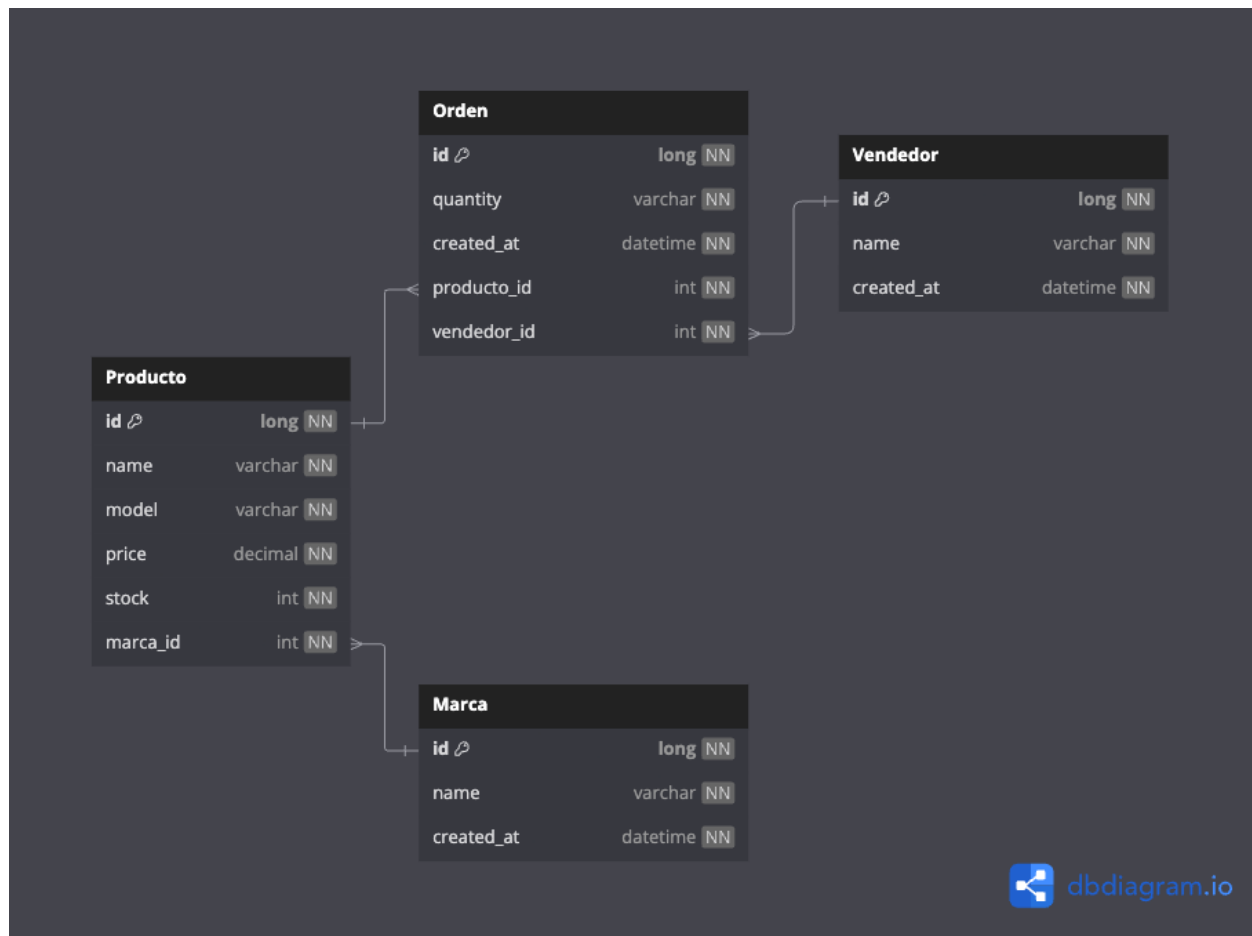 Orden
id long NN
quantity varchar NN
created_at datetime NN
producto_id int NN
vendedor_id int NN
Vendedor
id long NN
name varchar NN
created_at datetime NN
Producto
id long NN
name varchar NN
model varchar NN
price decimal NN
stock int NN
marca_id int NN
Marca
id long NN
name varchar NN
created_at datetime NN
dbdiagram.io